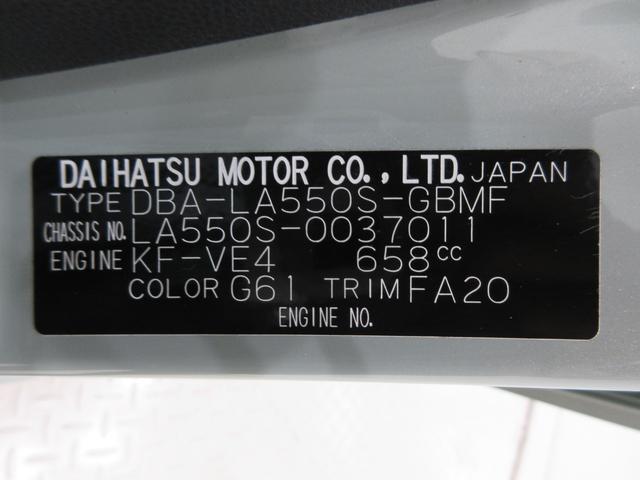 DAIHATSU MOTOR CO., LTD. JAPAN
TYPE DBA-LA550S-GBMF
CHASSIS NO. LA550S-0037011
ENGINE KF-VE4 658cc
COLOR G61 TRIM FA20
ENGINE NO.